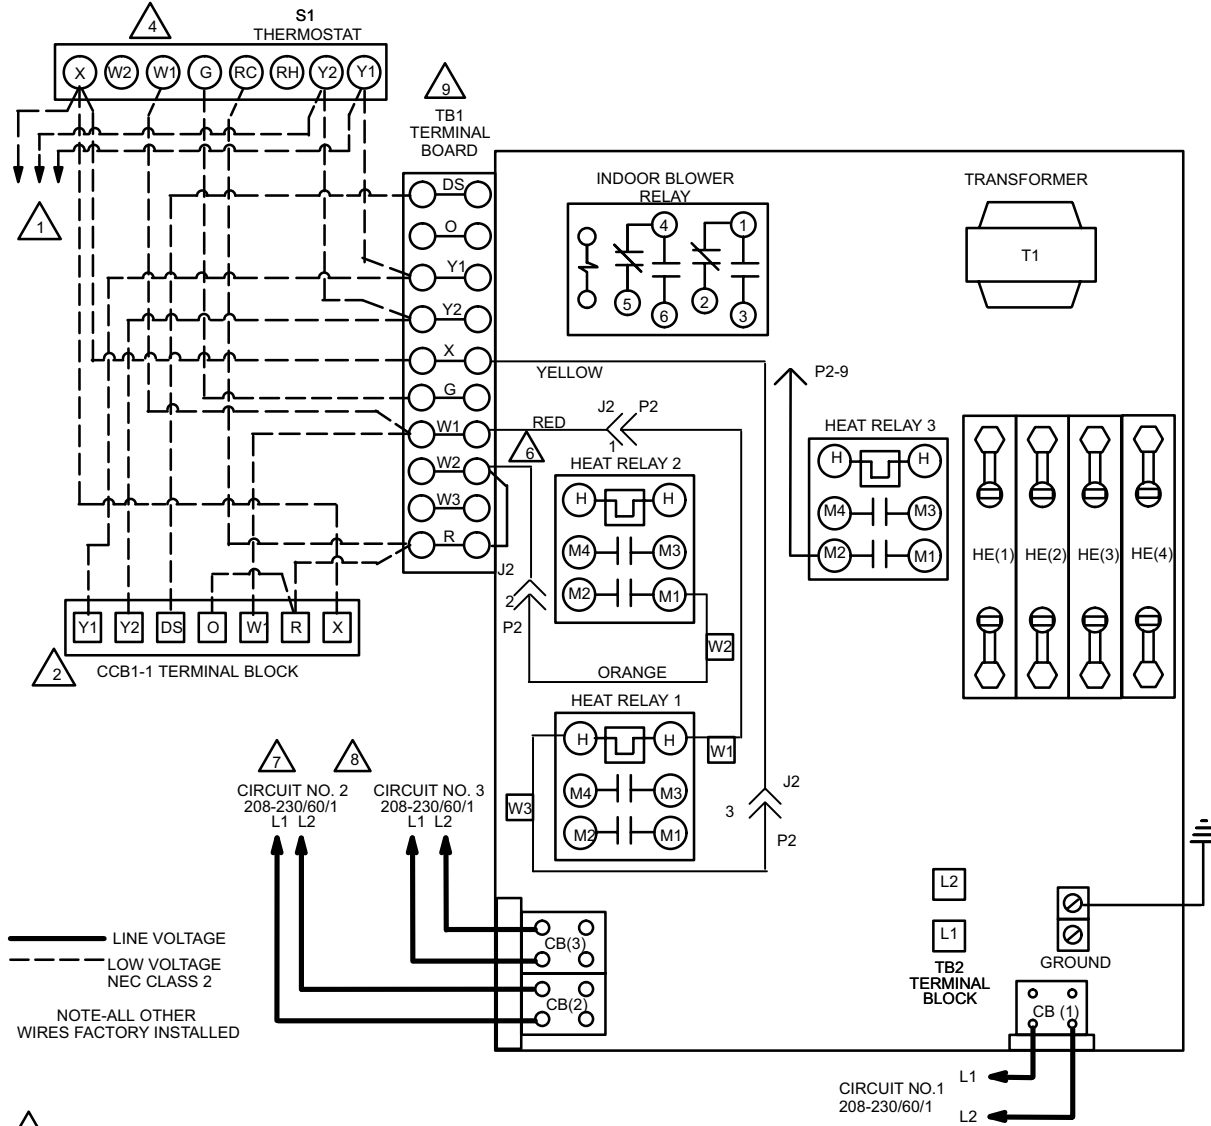 4
S1
THERMOSTAT
X W2 W1 G RC RH Y2 Y1
9
TB1
TERMINAL
BOARD
1
DS
O
Y1
Y2
X
G
W1
W2
W3
R
INDOOR BLOWER
RELAY
4 1
5 6 2 3
TRANSFORMER
T1
YELLOW
P2-9
RED
J2 P2
1
6
HEAT RELAY 2
H H
M4 M3
M2 M1
HEAT RELAY 3
H H
M4 M3
M2 M1
HE(1) HE(2) HE(3) HE(4)
J2
2
P2
W2
ORANGE
Y1 Y2 DS O W1 R X
2
CCB1-1 TERMINAL BLOCK
HEAT RELAY 1
H H
M4 M3
M2 M1
W1
W3
J2
3
P2
7 8
CIRCUIT NO. 2
208-230/60/1
L1 L2
CIRCUIT NO. 3
208-230/60/1
L1 L2
LINE VOLTAGE
LOW VOLTAGE
NEC CLASS 2
NOTE-ALL OTHER
WIRES FACTORY INSTALLED
CB(3)
CB(2)
L2
L1
TB2
TERMINAL
BLOCK
GROUND
CB (1)
CIRCUIT NO.1
208-230/60/1
L1
L2